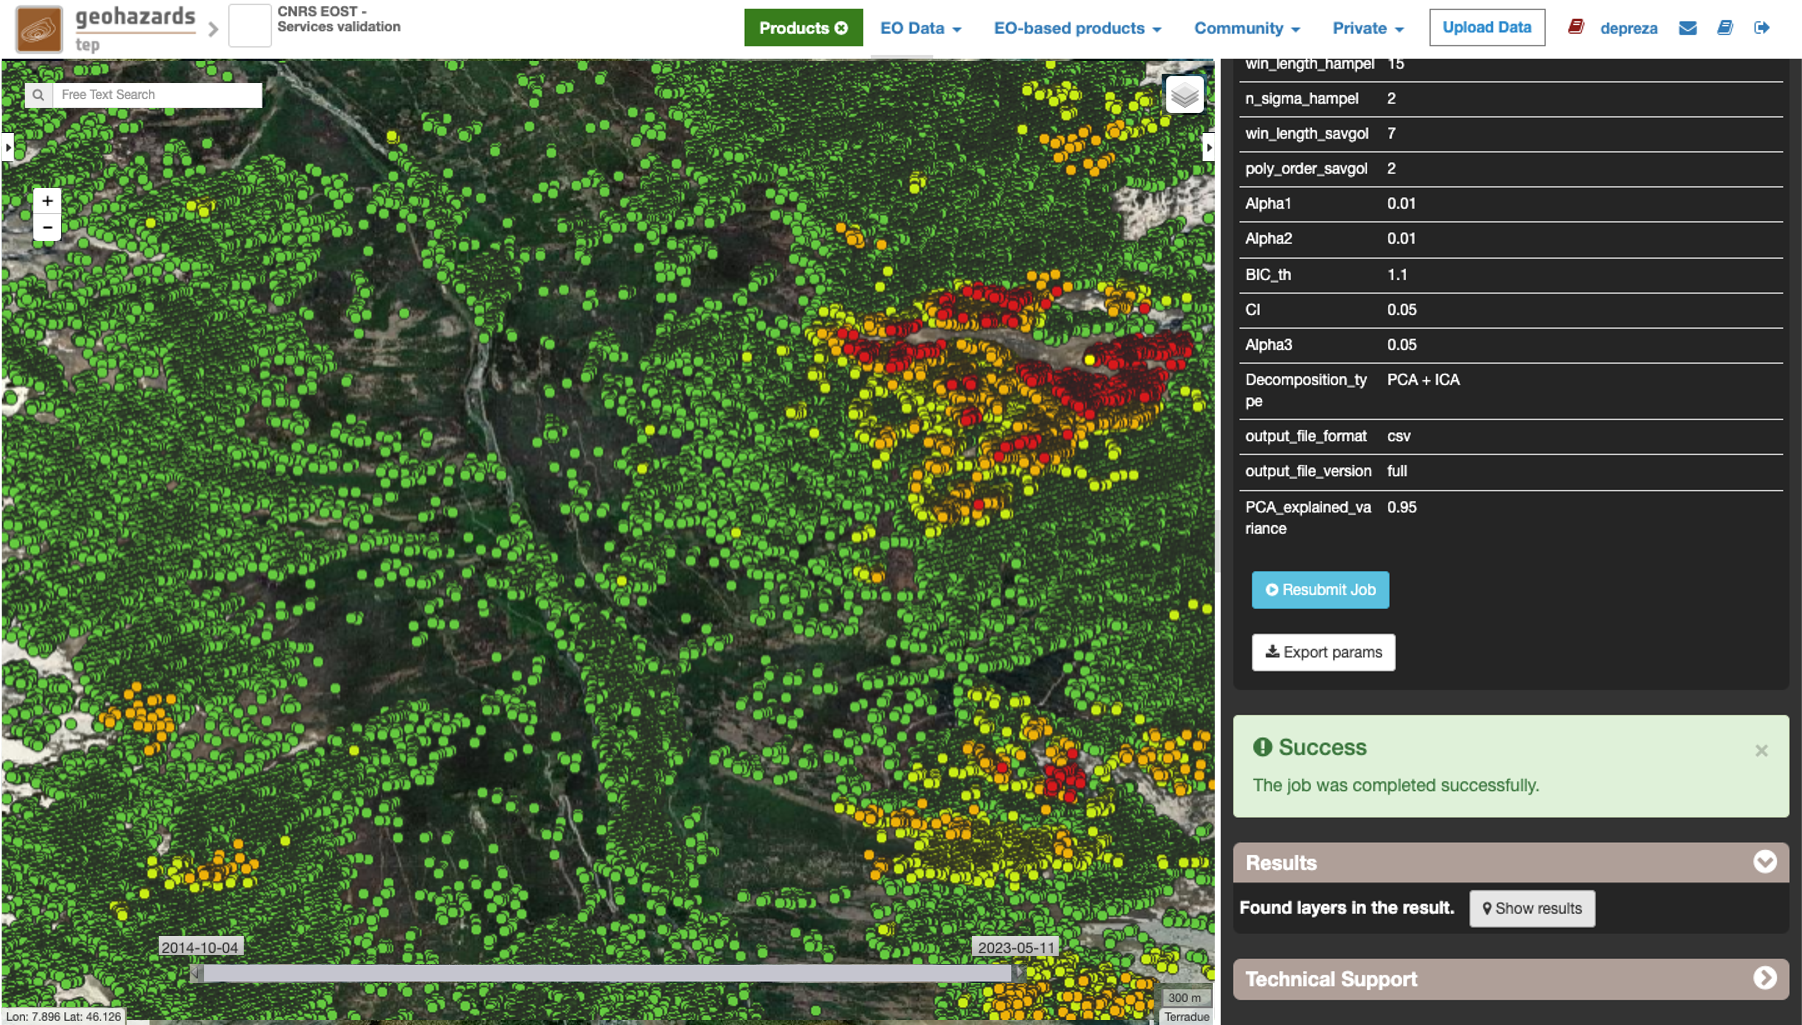 geohazards
tep
CNRS EOST -
Services validation
Products
EO Data
EO-based products
Community
Private
Upload Data
depreza
Free Text Search
+
−
2014-10-04
2023-05-11
300 m
Lon: 7.896 Lat: 46.126
Terradue
win_length_hampel 15
n_sigma_hampel 2
win_length_savgol 7
poly_order_savgol 2
Alpha1 0.01
Alpha2 0.01
BIC_th 1.1
CI 0.05
Alpha3 0.05
Decomposition_ty PCA + ICA
pe
output_file_format csv
output_file_version full
PCA_explained_va 0.95
riance
Resubmit Job
Export params
Success
×
The job was completed successfully.
Results
Found layers in the result.
Show results
Technical Support